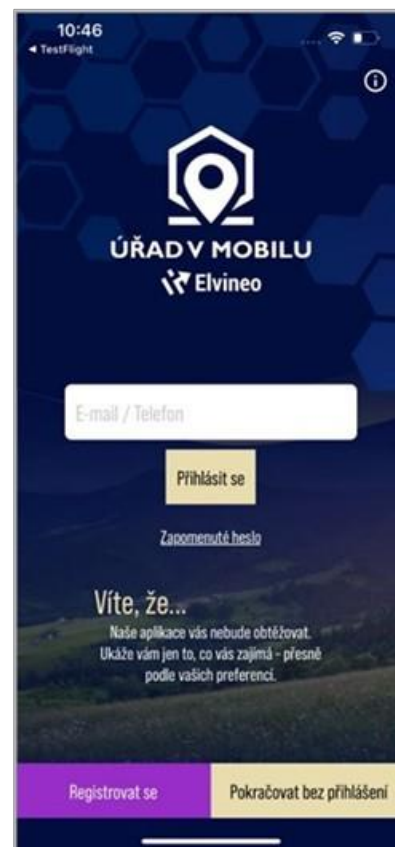 10:46
◄ TestFlight
ÚŘAD V MOBILU
Elvineo
E-mail / Telefon
Přihlásit se
Zapomenuté heslo
Víte, že...
Naše aplikace vás nebude obtěžovat.
Ukáže vám jen to, co vás zajímá - přesně
podle vašich preferencí.
Registrovat se
Pokračovat bez přihlášení